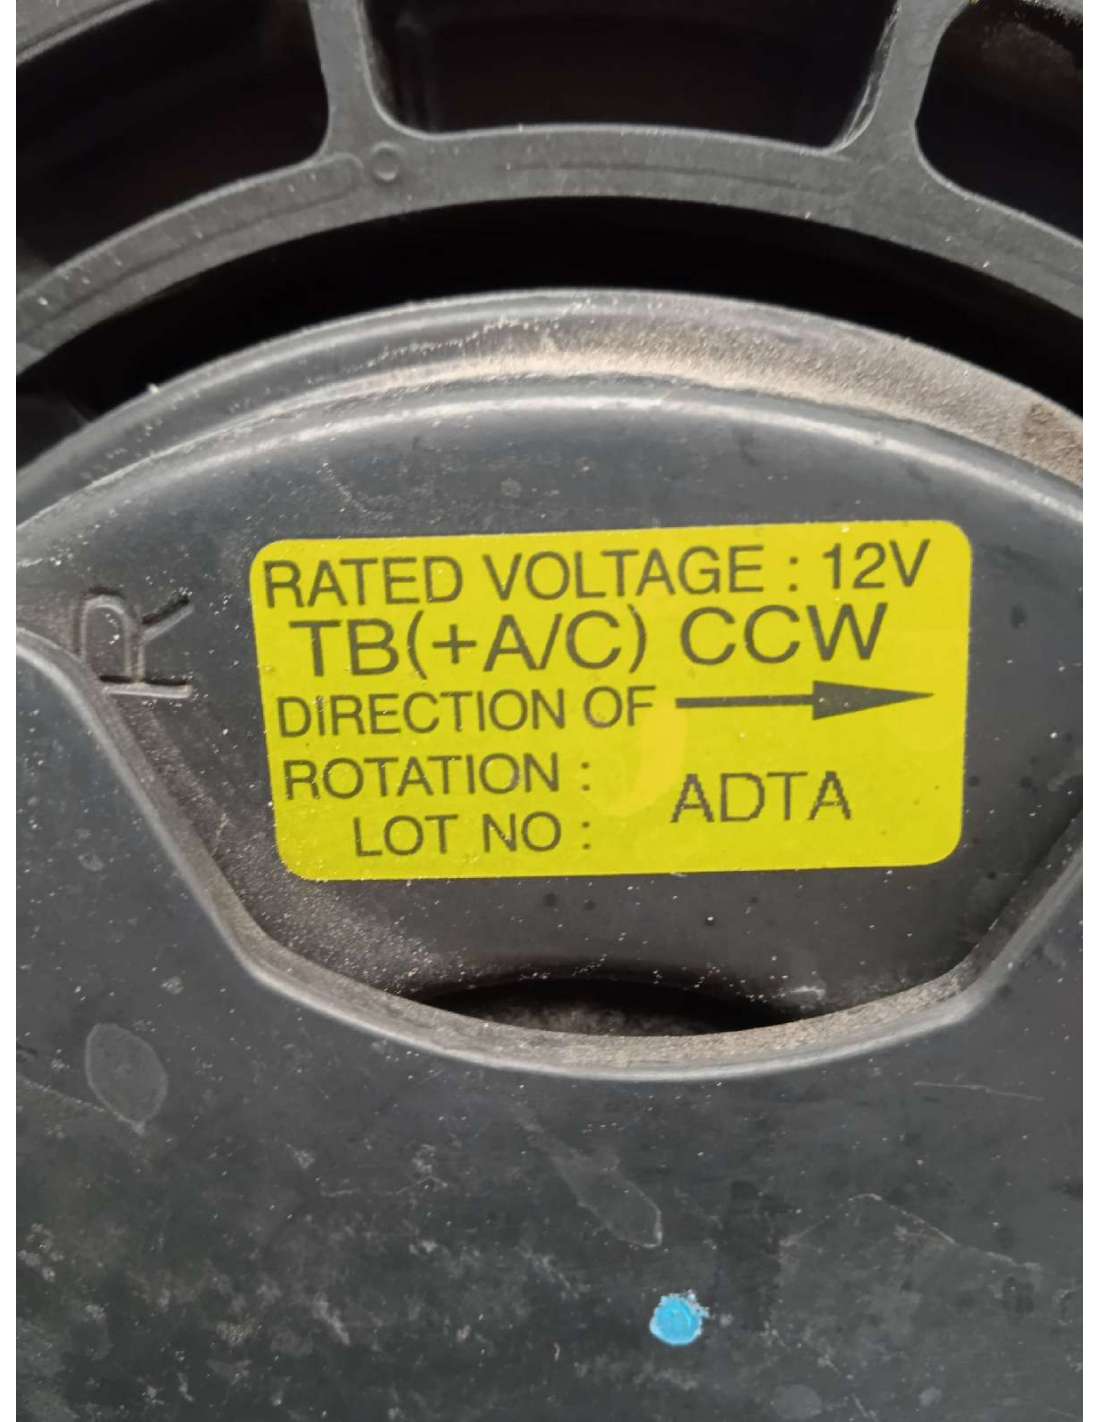 RATED VOLTAGE : 12V
TB(+A/C) CCW
DIRECTION OF
ROTATION :
LOT NO : ADTA
R